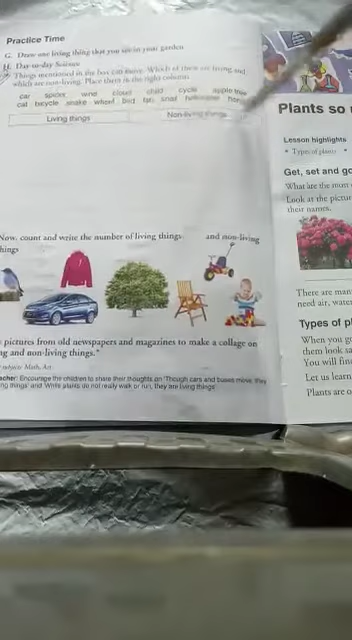 Practice Time
G. Draw one living thing that you see in your garden
H. Day-to-day Science
Things mentioned in the box can move. Which of them are living and
which are non-living. Place them in the right column.
car spider wind cloud child cycle apple tree
cat bicycle snake wheel bird fan snail helicopter
Living things Non-living things
Now, count and write the number of living things and non-living
things
pictures from old newspapers and magazines to make a collage on
and non-living things.*
subject: Math, Art
Encourage the children to share their thoughts on 'Though cars and buses move, they
things' and 'While plants do not really walk or run, they are living things'
Plants so
Lesson highlights
• Types of plants •
Get, set and go
What are the
Look at the
their names.
There are
need air, water
Types of
When you
them look
You will
Let us learn
Plants are